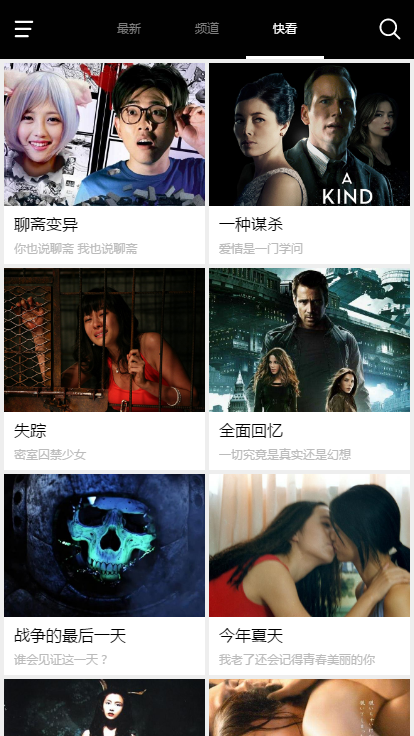 最新
频道
快看
A
KIND
聊斋变异
你也说聊斋 我也说聊斋
一种谋杀
爱情是一门学问
失踪
密室囚禁少女
全面回忆
一切究竟是真实还是幻想
战争的最后一天
谁会见证这一天？
今年夏天
我老了还会记得青春美丽的你